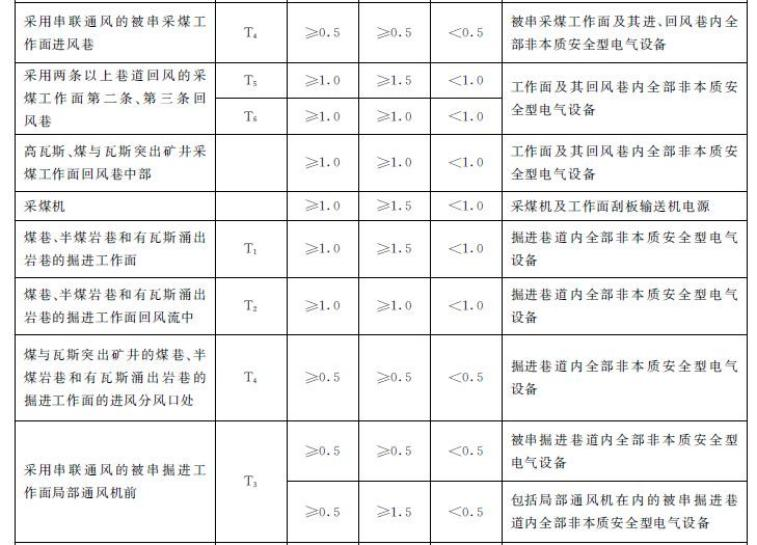 采用串联通风的被串采煤工
作面进风巷
T₄
≥0.5
≥0.5
<0.5
被串采煤工作面及其进、回风巷内全
部非本质安全型电气设备
采用两条以上巷道回风的采
煤工作面第二条、第三条回
风巷
T₅
≥1.0
≥1.5
<1.0
T₆
≥1.0
≥1.0
<1.0
工作面及其回风巷内全部非本质安
全型电气设备
高瓦斯、煤与瓦斯突出矿井采
煤工作面回风巷中部
≥1.0
≥1.0
<1.0
工作面及其回风巷内全部非本质安
全型电气设备
采煤机
≥1.0
≥1.5
<1.0
采煤机及工作面刮板输送机电源
煤巷、半煤岩巷和有瓦斯涌出
岩巷的掘进工作面
T₁
≥1.0
≥1.5
<1.0
掘进巷道内全部非本质安全型电气
设备
煤巷、半煤岩巷和有瓦斯涌出
岩巷的掘进工作面回风流中
T₂
≥1.0
≥1.0
<1.0
掘进巷道内全部非本质安全型电气
设备
煤与瓦斯突出矿井的煤巷、半
煤岩巷和有瓦斯涌出岩巷的
掘进工作面的进风分风口处
T₄
≥0.5
≥0.5
<0.5
掘进巷道内全部非本质安全型电气
设备
采用串联通风的被串掘进工
作面局部通风机前
T₃
≥0.5
≥0.5
<0.5
被串掘进巷道内全部非本质安全型
电气设备
≥0.5
≥1.5
<0.5
包括局部通风机在内的被串掘进巷
道内全部非本质安全型电气设备